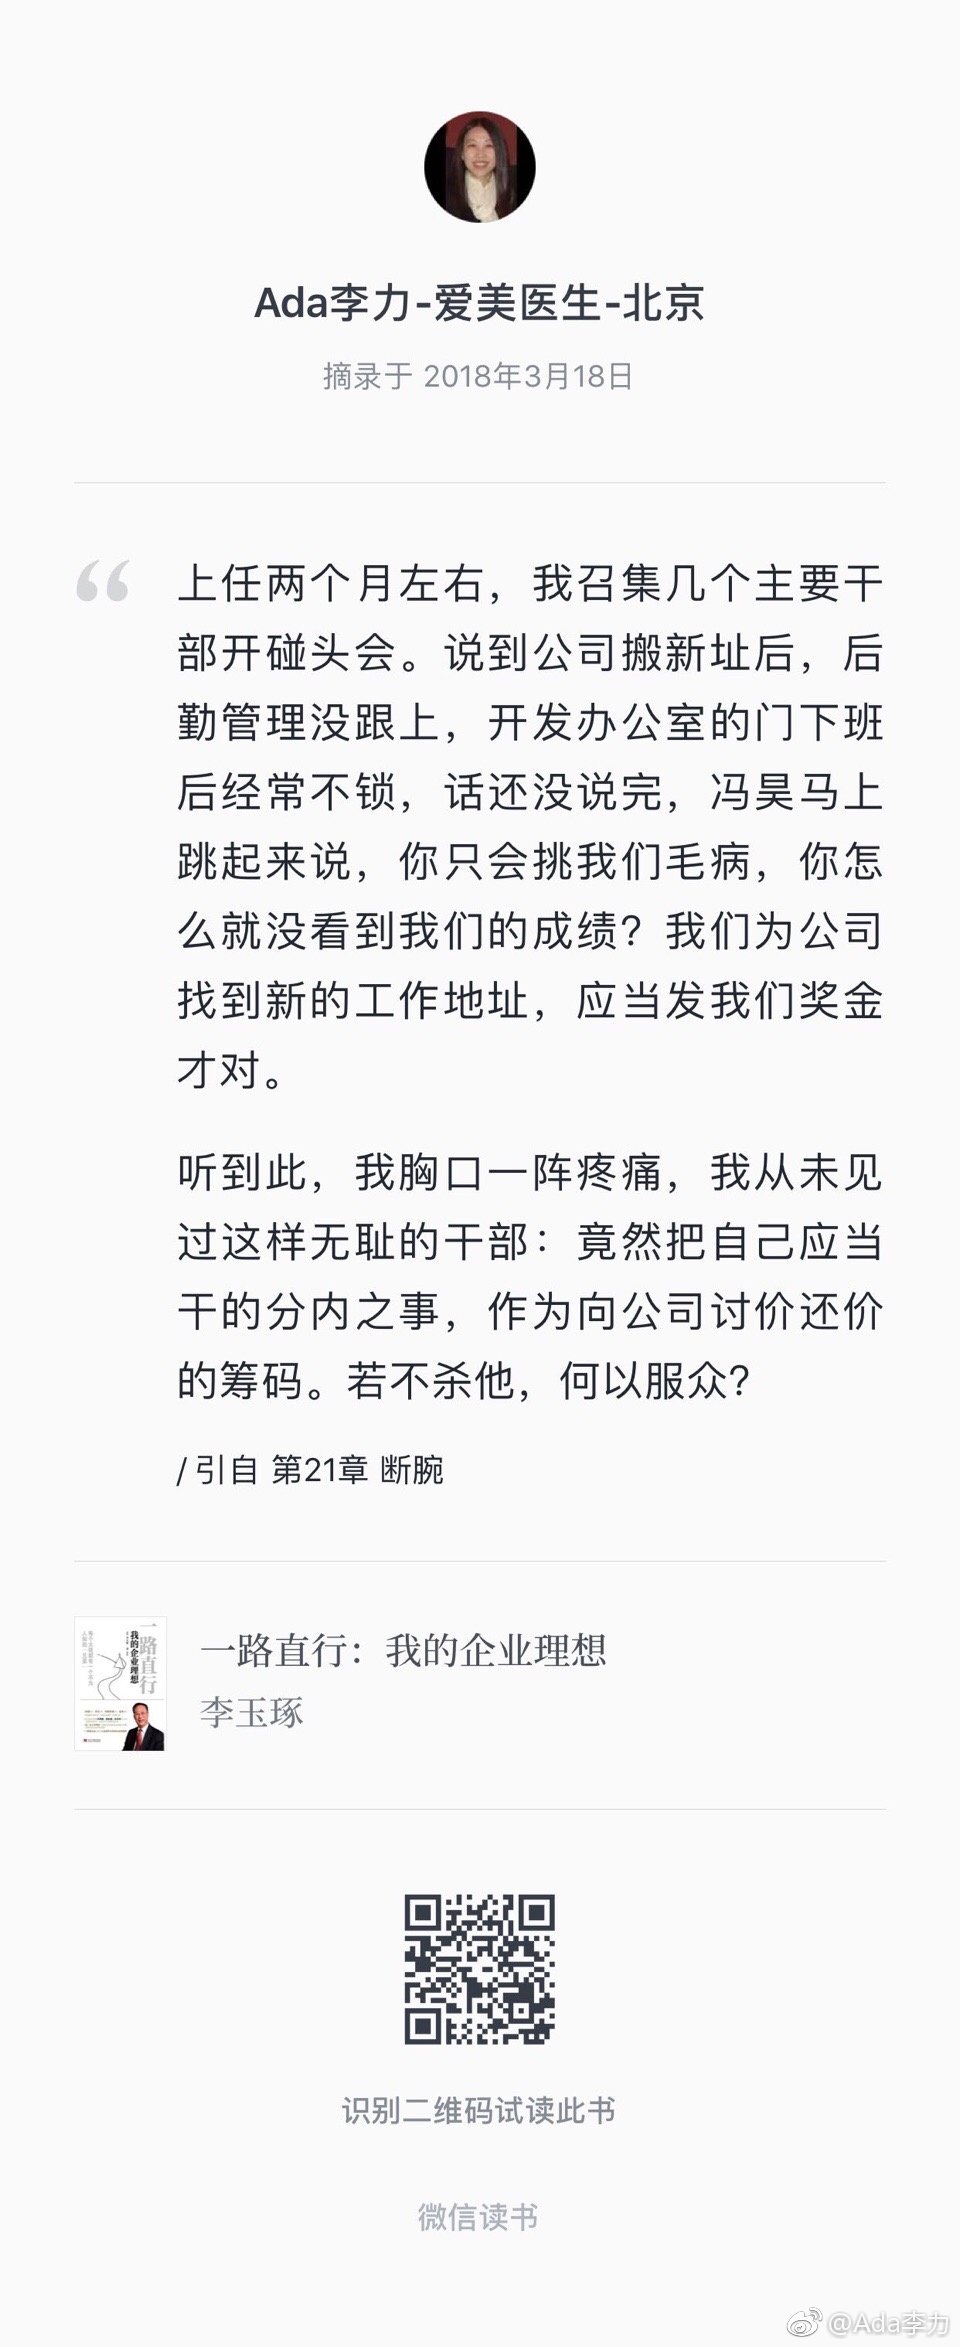 Ada李力-爱美医生-北京
摘录于 2018年3月18日
“
上任两个月左右，我召集几个主要干
部开碰头会。说到公司搬新址后，后
勤管理没跟上，开发办公室的门下班
后经常不锁，话还没说完，冯昊马上
跳起来说，你只会挑我们毛病，你怎
么就没看到我们的成绩？我们为公司
找到新的工作地址，应当发我们奖金
才对。
听到此，我胸口一阵疼痛，我从未见
过这样无耻的干部：竟然把自己应当
干的分内之事，作为向公司讨价还价
的筹码。若不杀他，何以服众？
/ 引自 第21章 断腕
一路直行
我的企业理想
一路直行：我的企业理想
李玉琢
识别二维码试读此书
微信读书
@Ada李力